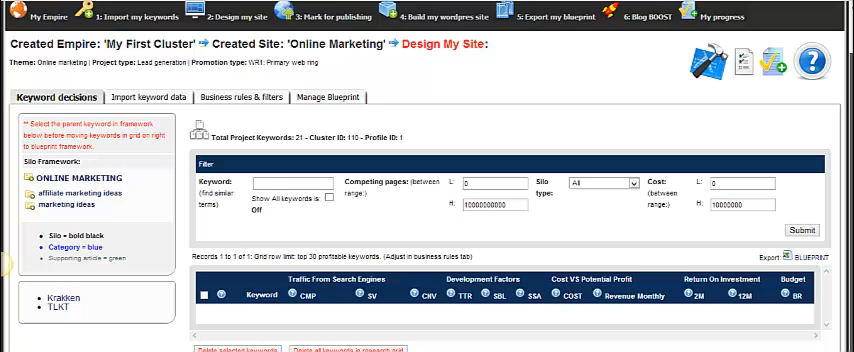 My Empire 1: Import my keywords 2: Design my site 3: Mark for publishing 4: Build my wordpres site 5: Export my blueprint 6: Blog BOOST My progress
Created Empire: 'My First Cluster' Created Site: 'Online Marketing' Design My Site:
Theme: Online marketing | Project type: Lead generation | Promotion type: WR1: Primary web ring
Keyword decisions Import keyword data Business rules & filters Manage Blueprint
** Select the parent keyword in framework
below before moving keywords in grid on right
to blueprint framework.
Silo Framework:
ONLINE MARKETING
affiliate marketing ideas
marketing ideas
Silo = bold black
Category = blue
Supporting article = green
Krakken
TLKT
Total Project Keywords: 21 - Cluster ID: 110 - Profile ID: 1
Filter
Keyword: Competing pages: (between L: 0 Silo All Cost: L: 0
(find similar range:) type: (between
terms) Show All keywords is: H: 10000000000 range:) H: 10000000
Off
Submit
Records 1 to 1 of 1: Grid row limit: top 30 profitable keywords. (Adjust in business rules tab) Export: BLUEPRINT
Traffic From Search Engines Development Factors Cost VS Potential Profit Return On Investment Budget
Keyword CMP SV CNV TTR SBL SSA COST Revenue Monthly 2M 12M BR
Delete selected keywords Delete all keywords in research grid